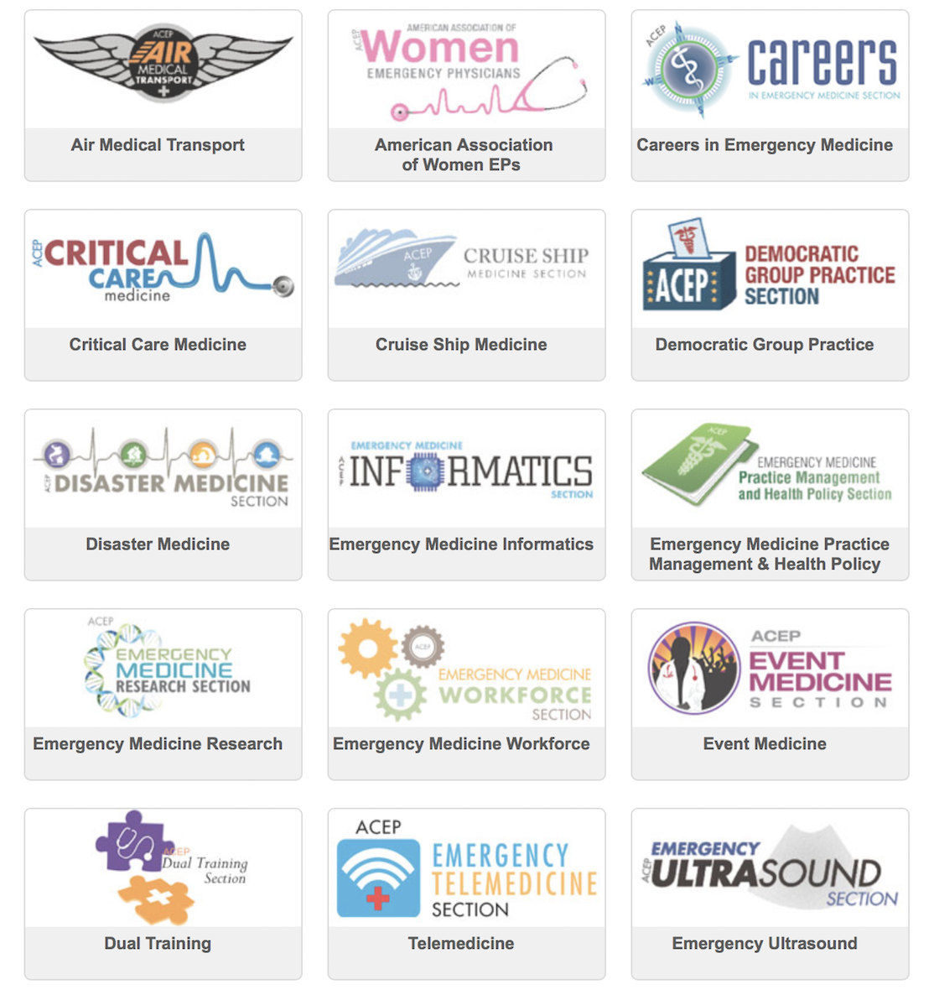 ACEP
AIR
MEDICAL
TRANSPORT
Air Medical Transport
ACEP
AMERICAN ASSOCIATION OF
Women
EMERGENCY PHYSICIANS
American Association
of Women EPs
ACEP
N
E
S
W
careers
IN EMERGENCY MEDICINE SECTION
Careers in Emergency Medicine
ACEP
CRITICAL
CARE
medicine
Critical Care Medicine
ACEP
CRUISE SHIP
MEDICINE SECTION
Cruise Ship Medicine
ACEP
DEMOCRATIC
GROUP PRACTICE
SECTION
Democratic Group Practice
ACEP
DISASTER MEDICINE
SECTION
Disaster Medicine
EMERGENCY MEDICINE
ACEP
INFORMATICS
SECTION
Emergency Medicine Informatics
ACEP
EMERGENCY MEDICINE
Practice Management
and Health Policy Section
Emergency Medicine Practice
Management & Health Policy
ACEP
EMERGENCY
MEDICINE
RESEARCH SECTION
Emergency Medicine Research
ACEP
EMERGENCY MEDICINE
WORKFORCE
SECTION
Emergency Medicine Workforce
ACEP
EVENT
MEDICINE
SECTION
Event Medicine
ACEP
Dual Training
Section
Dual Training
ACEP
EMERGENCY
TELEMEDICINE
SECTION
Telemedicine
ACEP
EMERGENCY
ULTRASOUND
SECTION
Emergency Ultrasound